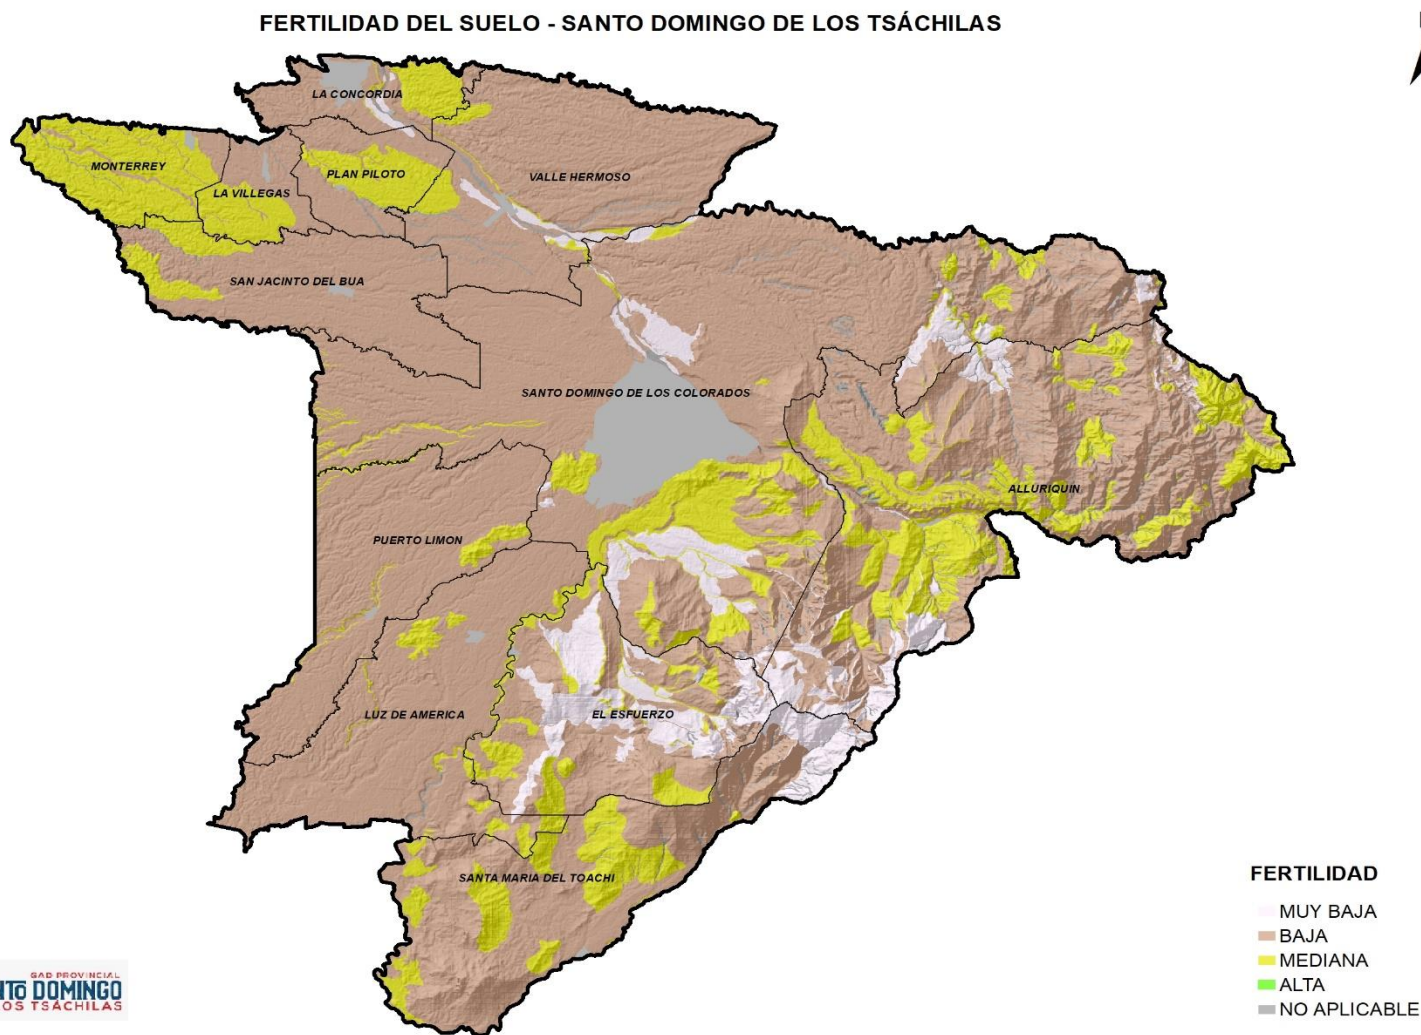 FERTILIDAD DEL SUELO - SANTO DOMINGO DE LOS TSÁCHILAS
LA CONCORDIA
MONTERREY
LA VILLEGAS
PLAN PILOTO
VALLE HERMOSO
SAN JACINTO DEL BUA
SANTO DOMINGO DE LOS COLORADOS
ALLURIQUIN
PUERTO LIMON
LUZ DE AMERICA
EL ESFUERZO
SANTA MARIA DEL TOACHI
FERTILIDAD
MUY BAJA
BAJA
MEDIANA
ALTA
NO APLICABLE
GAD PROVINCIAL
DOMINGO
TSÁCHILAS